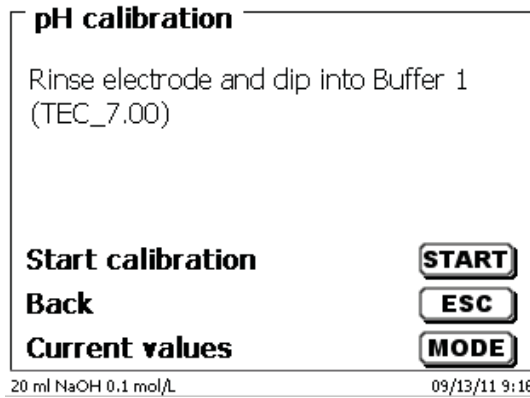 pH calibration
Rinse electrode and dip into Buffer 1
(TEC_7.00)
Start calibration START
Back ESC
Current values MODE
20 ml NaOH 0.1 mol/L 09/13/11 9:16